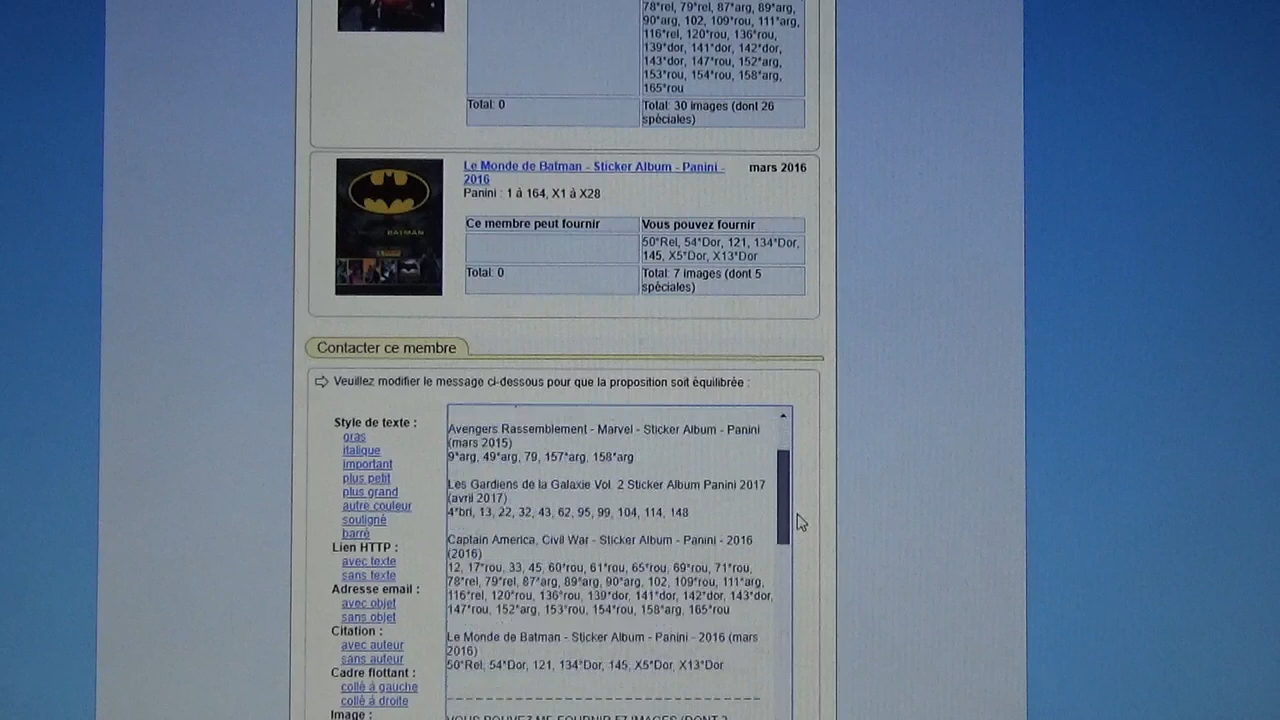 78*rel, 79*rel, 87*arg, 89*arg,
90*arg, 102, 109*rou, 111*arg,
116*rel, 120*rou, 136*rou,
139*dor, 141*dor, 142*dor,
143*dor, 147*rou, 152*arg,
153*rou, 154*rou, 158*arg,
165*rou
Total: 0
Total: 30 images (dont 26
spéciales)
BATMAN
Le Monde de Batman - Sticker Album - Panini -
2016
mars 2016
Panini : 1 à 164, X1 à X28
Ce membre peut fournir
Vous pouvez fournir
50*Rel, 54*Dor, 121, 134*Dor,
145, X5*Dor, X13*Dor
Total: 0
Total: 7 images (dont 5
spéciales)
Contacter ce membre
Veuillez modifier le message ci-dessous pour que la proposition soit équilibrée :
Style de texte :
gras
italique
important
plus petit
plus grand
autre couleur
souligné
barré
Lien HTTP :
avec texte
sans texte
Adresse email :
avec objet
sans objet
Citation :
avec auteur
sans auteur
Cadre flottant :
collé à gauche
collé à droite
Image :
Avengers Rassemblement - Marvel - Sticker Album - Panini
(mars 2015)
9*arg, 49*arg, 79, 157*arg, 158*arg
Les Gardiens de la Galaxie Vol. 2 Sticker Album Panini 2017
(avril 2017)
4*bri, 13, 22, 32, 43, 62, 95, 99, 104, 114, 148
Captain America, Civil War - Sticker Album - Panini - 2016
(2016)
12, 17*rou, 33, 45, 60*rou, 61*rou, 65*rou, 69*rou, 71*rou,
78*rel, 79*rel, 87*arg, 89*arg, 90*arg, 102, 109*rou, 111*arg,
116*rel, 120*rou, 136*rou, 139*dor, 141*dor, 142*dor, 143*dor,
147*rou, 152*arg, 153*rou, 154*rou, 158*arg, 165*rou
Le Monde de Batman - Sticker Album - Panini - 2016 (mars
2016)
50*Rel, 54*Dor, 121, 134*Dor, 145, X5*Dor, X13*Dor
VOUS POUVEZ ME FOURNIR 57 IMAGES (DONT 2